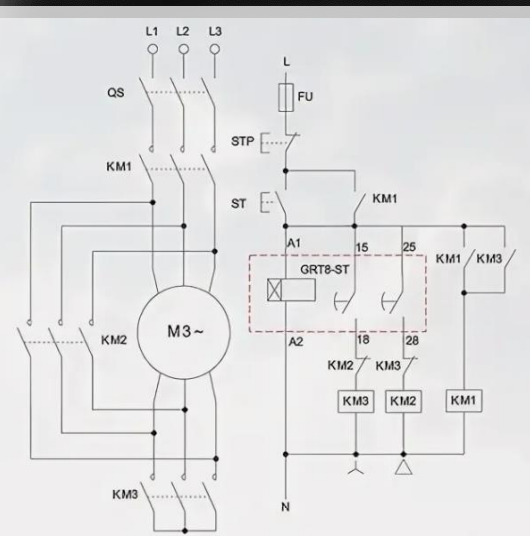 L1 L2 L3
L
QS
FU
STP
KM1
ST
KM1
A1 15 25
KM1 KM3
GRT8-ST
M3~
KM2
A2 18 28
KM2 KM3
KM3 KM2 KM1
KM3
N